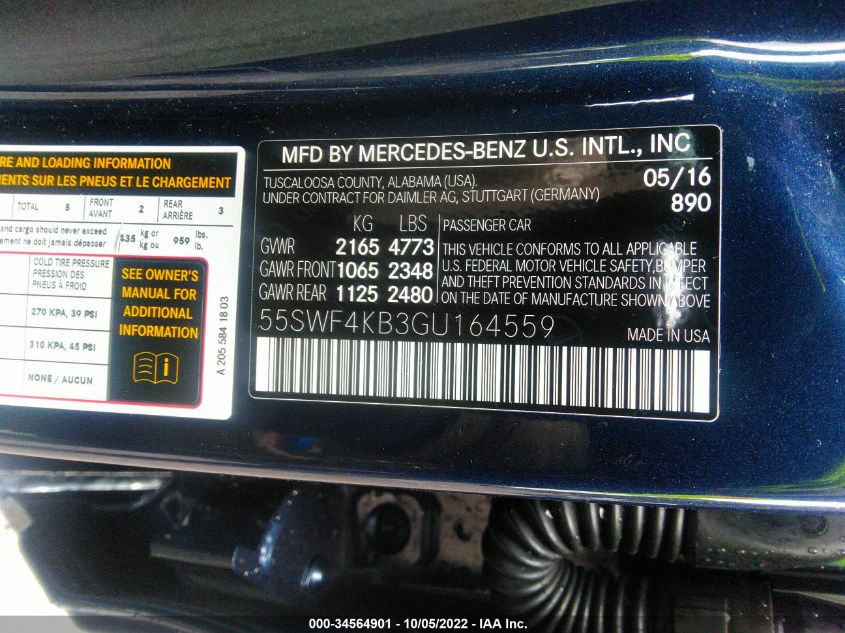 RE AND LOADING INFORMATION
MENTS SUR LES PNEUS ET LE CHARGEMENT
TOTAL 5 FRONT AVANT 2 REAR ARRIÈRE 3
and cargo should never exceed 435 kg or 959 lbs.
ement ne doit jamais dépasser kg ou lb.
COLD TIRE PRESSURE
PRESSION DES
PNEUS À FROID
270 KPA, 39 PSI
310 KPA, 45 PSI
NONE / AUCUN
SEE OWNER'S
MANUAL FOR
ADDITIONAL
INFORMATION
A 205 584 18 03
MFD BY MERCEDES-BENZ U.S. INTL., INC
TUSCALOOSA COUNTY, ALABAMA (USA). 05/16
UNDER CONTRACT FOR DAIMLER AG, STUTTGART (GERMANY) 890
KG LBS
GVWR 2165 4773
GAWR FRONT 1065 2348
GAWR REAR 1125 2480
PASSENGER CAR
THIS VEHICLE CONFORMS TO ALL APPLICABLE
U.S. FEDERAL MOTOR VEHICLE SAFETY, BUMPER
AND THEFT PREVENTION STANDARDS IN EFFECT
ON THE DATE OF MANUFACTURE SHOWN ABOVE
55SWF4KB3GU164559
MADE IN USA
000-34564901 - 10/05/2022 - IAA Inc.